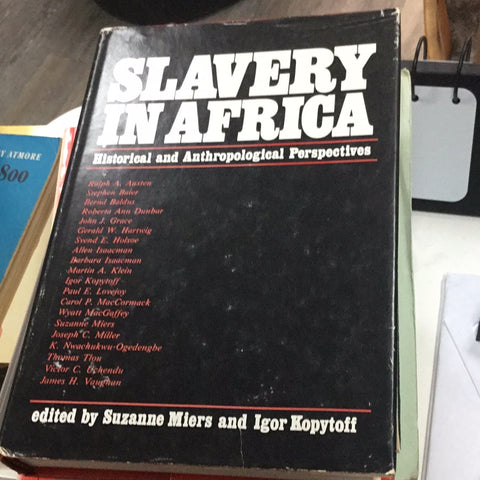 SLAVERY
IN AFRICA
Historical and Anthropological Perspectives
Ralph A. Austen
Stephen Baier
Bernd Baldus
Roberta Ann Dunbar
John J. Grace
Gerald W. Hartwig
Svend E. Holsoe
Allen Isaacman
Barbara Isaacman
Martin A. Klein
Igor Kopytoff
Paul E. Lovejoy
Carol P. MacCormack
Wyatt MacGaffey
Suzanne Miers
Joseph C. Miller
K. Nwachukwu-Ogedengbe
Thomas Tlou
Victor C. Uchendu
James H. Vaughan
edited by Suzanne Miers and Igor Kopytoff
Y ATMORE
800